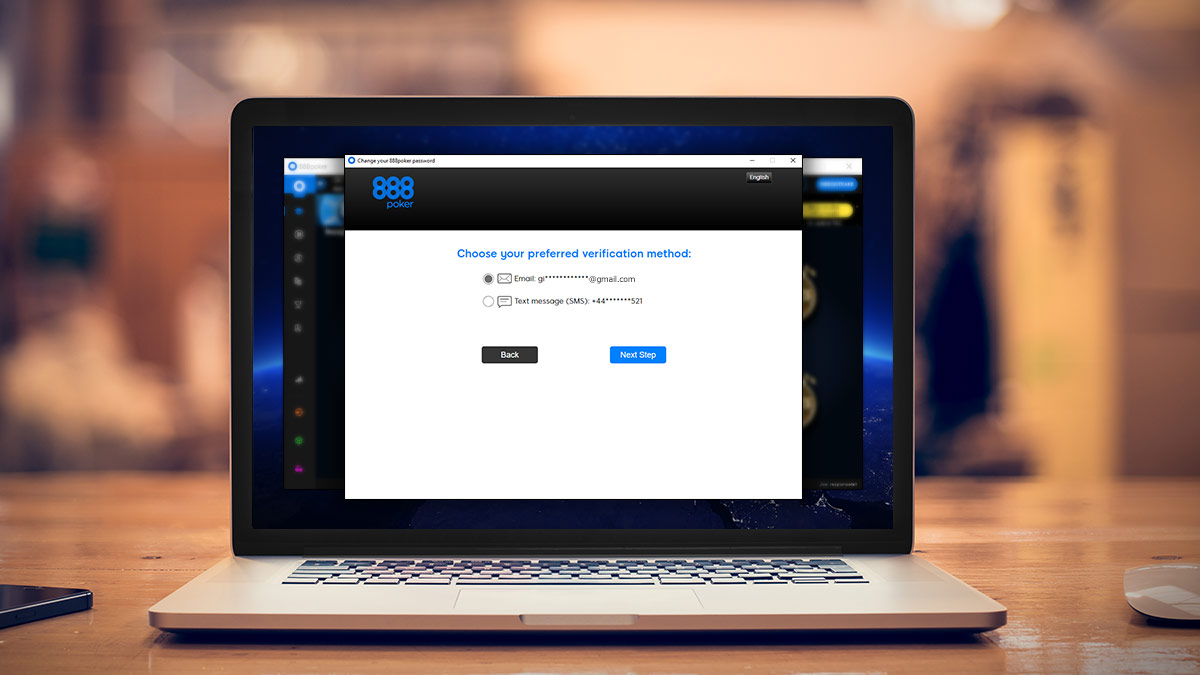 888poker
Change your 888poker password
English
888
poker
Choose your preferred verification method:
Email: gi************@gmail.com
Text message (SMS): +44*******521
Back
Next Step